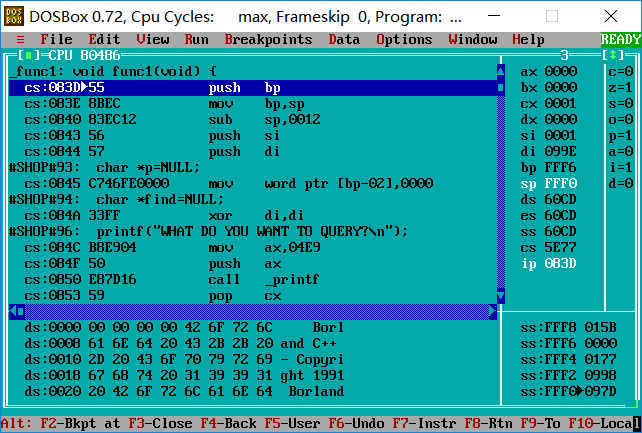 DOSBox 0.72, Cpu Cycles: max, Frameskip 0, Program: ...
≡ File Edit View Run Breakpoints Data Options Window Help READY
[■]=CPU 80486 3 [↕]
_func1: void func1(void) {
cs:083D►55 push bp
cs:083E 8BEC mov bp,sp
cs:0840 83EC12 sub sp,0012
cs:0843 56 push si
cs:0844 57 push di
#SHOP#93: char *p=NULL;
cs:0845 C746FE0000 mov word ptr [bp-02],0000
#SHOP#94: char *find=NULL;
cs:084A 33FF xor di,di
#SHOP#96: printf("WHAT DO YOU WANT TO QUERY?\n");
cs:084C B8E904 mov ax,04E9
cs:084F 50 push ax
cs:0850 E87D16 call _printf
cs:0853 59 pop cx
ax 0000 c=0
bx 0000 z=1
cx 0001 s=0
dx 0000 o=0
si 0001 p=1
di 099E a=0
bp FFF6 i=1
sp FFF0 d=0
ds 60CD
es 60CD
ss 60CD
cs 5E77
ip 083D
ds:0000 00 00 00 00 42 6F 72 6C Borl
ds:0008 61 6E 64 20 43 2B 2B 20 and C++
ds:0010 2D 20 43 6F 70 79 72 69 - Copyri
ds:0018 67 68 74 20 31 39 39 31 ght 1991
ds:0020 20 42 6F 72 6C 61 6E 64 Borland
ss:FFF8 015B
ss:FFF6 0000
ss:FFF4 0177
ss:FFF2 0998
ss:FFF0►097D
Alt: F2-Bkpt at F3-Close F4-Back F5-User F6-Undo F7-Instr F8-Rtn F9-To F10-Local